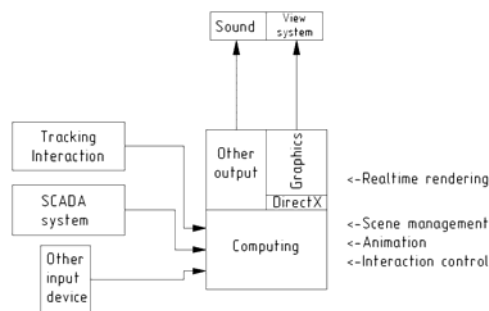 Sound
View
system
Tracking
Interaction
Other
output
Graphics
<-Realtime rendering
DirectX
SCADA
system
<-Scene management
Computing
<-Animation
<-Interaction control
Other
input
device